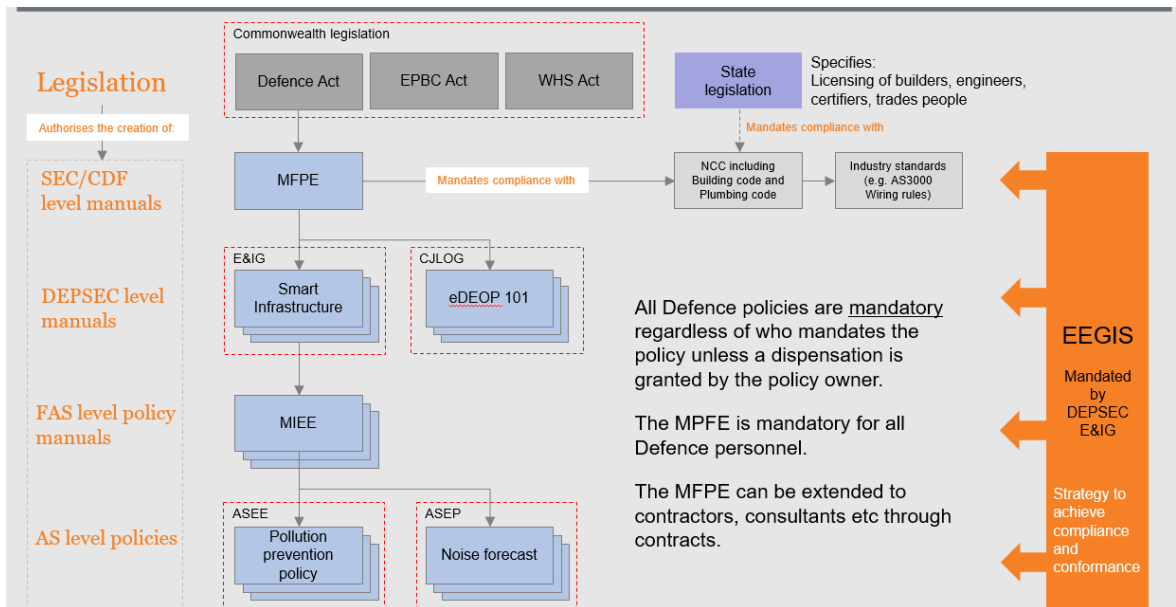 Commonwealth legislation
Legislation
Defence Act
EPBC Act
WHS Act
State
legislation
Specifies:
Licensing of builders, engineers,
certifiers, trades people
Authorises the creation of:
Mandates compliance with
SEC/CDF
level manuals
MFPE
Mandates compliance with
NCC including
Building code and
Plumbing code
Industry standards
(e.g. AS3000
Wiring rules)
E&IG
CJLOG
DEPSEC level
manuals
Smart
Infrastructure
eDEOP 101
All Defence policies are mandatory
regardless of who mandates the
policy unless a dispensation is
granted by the policy owner.
EEGIS
Mandated
by
DEPSEC
E&IG
FAS level policy
manuals
MIEE
The MPFE is mandatory for all
Defence personnel.
The MFPE can be extended to
contractors, consultants etc through
contracts.
Strategy to
achieve
compliance
and
conformance
ASEE
ASEP
AS level policies
Pollution
prevention
policy
Noise forecast